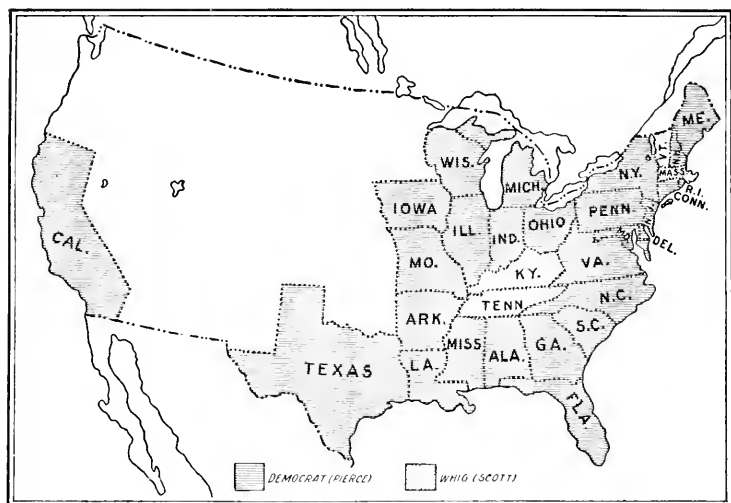 ME.
VT.
N.H.
WIS.
MICH.
N.Y.
MASS.
R.I.
CONN.
IOWA
PENN.
N.J.
ILL.
IND.
OHIO
MD.
DEL.
CAL.
MO.
KY.
VA.
TENN.
N.C.
ARK.
S.C.
TEXAS
LA.
MISS.
ALA.
GA.
FLA.
DEMOCRAT (PIERCE)
WHIG (SCOTT)